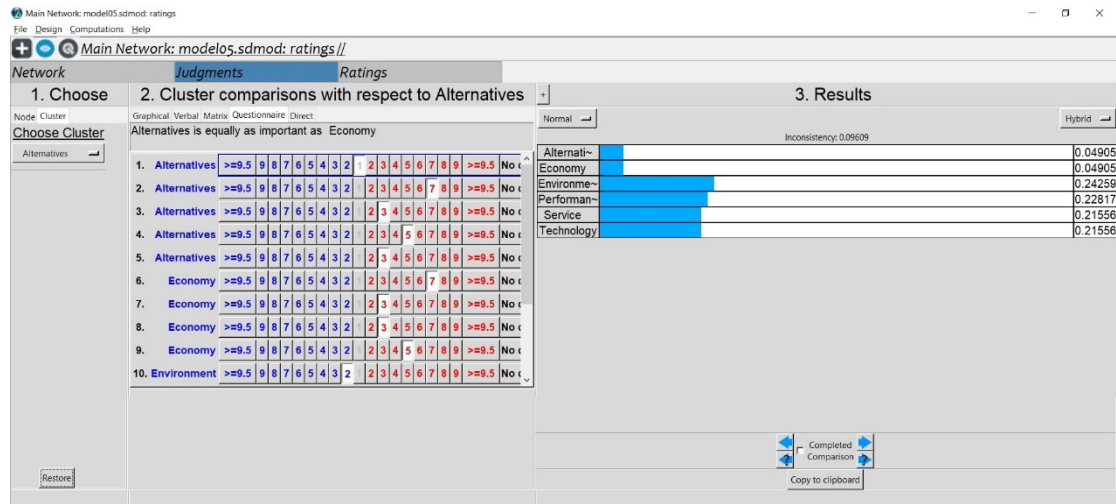 Main Network: model05.sdmod: ratings
File Design Computations Help
Main Network: model05.sdmod: ratings//
Network Judgments Ratings
1. Choose
Node Cluster
Choose Cluster
Alternatives
Restore
2. Cluster comparisons with respect to Alternatives
Graphical Verbal Matrix Questionnaire Direct
Alternatives is equally as important as Economy
1. Alternatives >=9.5 9 8 7 6 5 4 3 2 1 2 3 4 5 6 7 8 9 >=9.5 No
2. Alternatives >=9.5 9 8 7 6 5 4 3 2 1 2 3 4 5 6 7 8 9 >=9.5 No
3. Alternatives >=9.5 9 8 7 6 5 4 3 2 1 2 3 4 5 6 7 8 9 >=9.5 No
4. Alternatives >=9.5 9 8 7 6 5 4 3 2 1 2 3 4 5 6 7 8 9 >=9.5 No
5. Alternatives >=9.5 9 8 7 6 5 4 3 2 1 2 3 4 5 6 7 8 9 >=9.5 No
6. Economy >=9.5 9 8 7 6 5 4 3 2 1 2 3 4 5 6 7 8 9 >=9.5 No
7. Economy >=9.5 9 8 7 6 5 4 3 2 1 2 3 4 5 6 7 8 9 >=9.5 No
8. Economy >=9.5 9 8 7 6 5 4 3 2 1 2 3 4 5 6 7 8 9 >=9.5 No
9. Economy >=9.5 9 8 7 6 5 4 3 2 1 2 3 4 5 6 7 8 9 >=9.5 No
10. Environment >=9.5 9 8 7 6 5 4 3 2 1 2 3 4 5 6 7 8 9 >=9.5 No
+ 3. Results
Normal Hybrid
Inconsistency: 0.09609
Alternati~ 0.04905
Economy 0.04905
Environme~ 0.24259
Performan~ 0.22817
Service 0.21556
Technology 0.21556
Completed
Comparison
Copy to clipboard